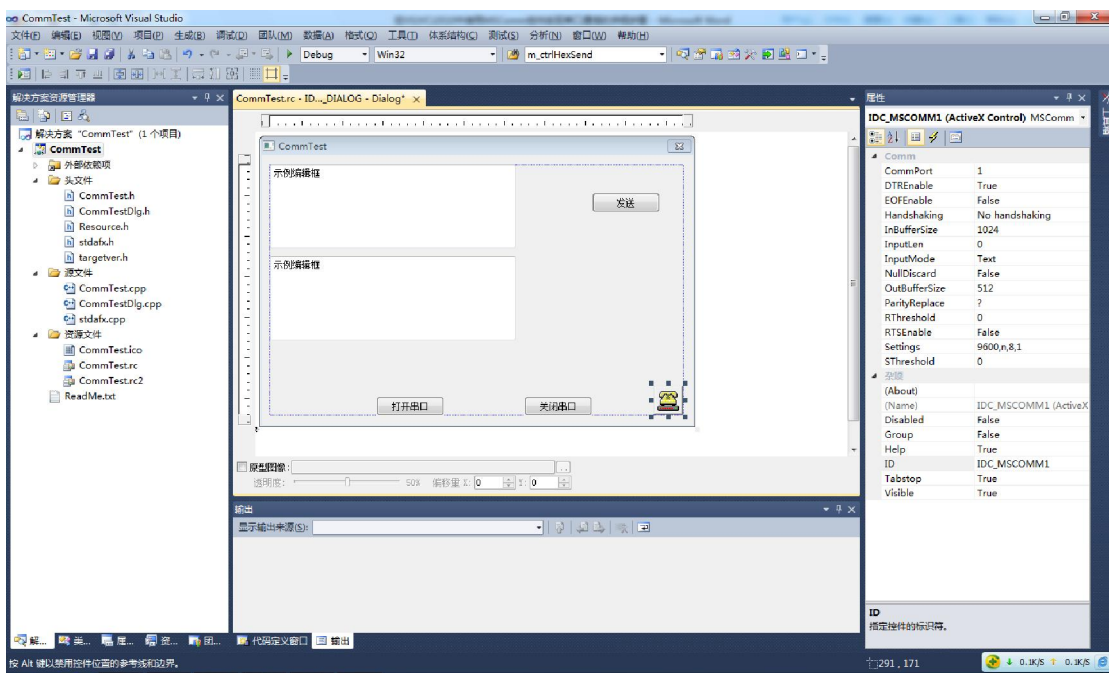 CommTest - Microsoft Visual Studio
文件(F) 编辑(E) 视图(V) 项目(P) 生成(B) 调试(D) 团队(M) 数据(A) 格式(O) 工具(T) 体系结构(C) 测试(S) 分析(N) 窗口(W) 帮助(H)
Debug Win32 m_ctrlHexSend
解决方案资源管理器
解决方案 "CommTest" (1 个项目)
CommTest
外部依赖项
头文件
CommTest.h
CommTestDlg.h
Resource.h
stdafx.h
targetver.h
源文件
CommTest.cpp
CommTestDlg.cpp
stdafx.cpp
资源文件
CommTest.ico
CommTest.rc
CommTest.rc2
ReadMe.txt
解... 类... 属... 资... 团...
CommTest.rc - ID..._DIALOG - Dialog*
CommTest
示例编辑框
发送
示例编辑框
打开串口 关闭串口
原型图像:
透明度: 50% 偏移量 X: 0 Y: 0
输出
显示输出来源(S):
代码定义窗口 输出
属性
IDC_MSCOMM1 (ActiveX Control) MSComm
Comm
CommPort 1
DTREnable True
EOFEnable False
Handshaking No handshaking
InBufferSize 1024
InputLen 0
InputMode Text
NullDiscard False
OutBufferSize 512
ParityReplace ?
RThreshold 0
RTSEnable False
Settings 9600,n,8,1
SThreshold 0
杂项
(About)
(Name) IDC_MSCOMM1 (ActiveX
Disabled False
Group False
Help True
ID IDC_MSCOMM1
Tabstop True
Visible True
ID
指定控件的标识符。
按 Alt 键以禁用控件位置的参考线和边界。
291 , 171
0.1K/S 0.1K/S